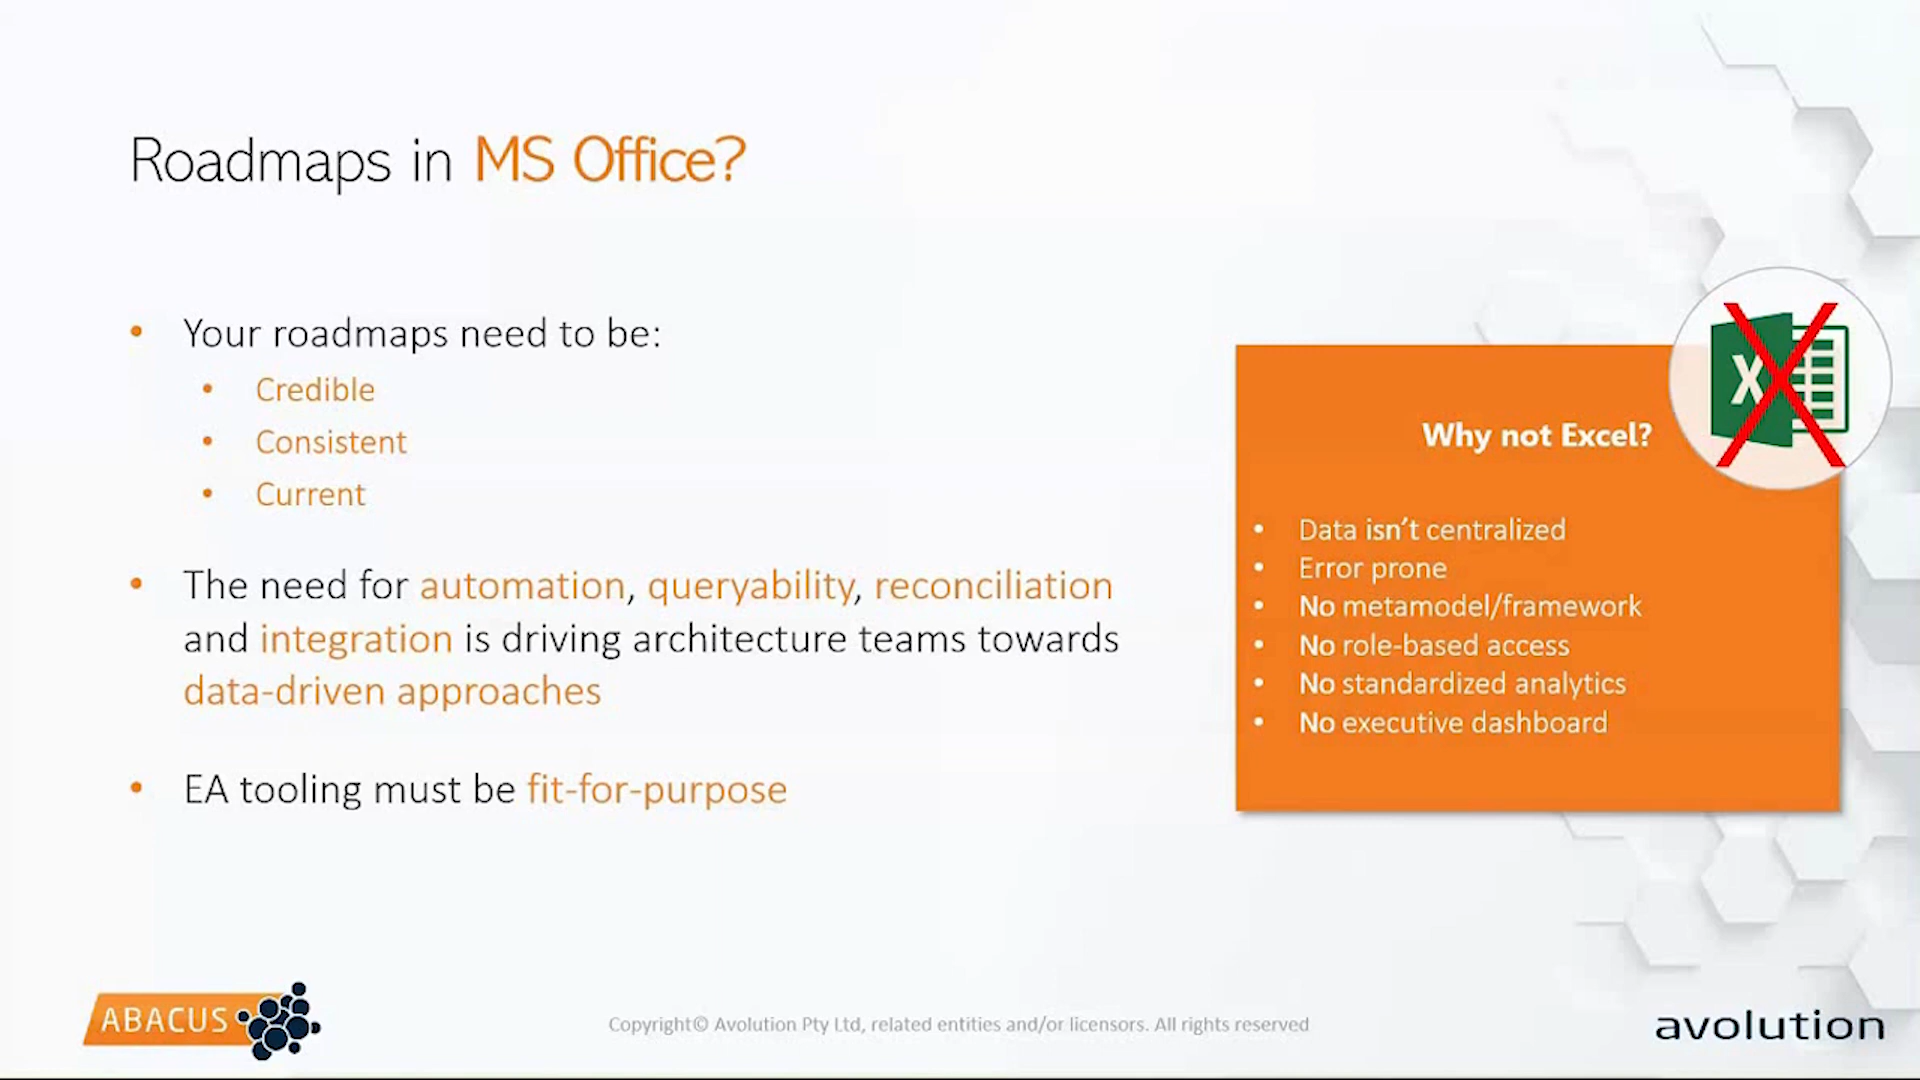 Roadmaps in MS Office?
• Your roadmaps need to be:
• Credible
• Consistent
• Current
• The need for automation, queryability, reconciliation
and integration is driving architecture teams towards
data-driven approaches
• EA tooling must be fit-for-purpose
X
Why not Excel?
• Data isn't centralized
• Error prone
• No metamodel/framework
• No role-based access
• No standardized analytics
• No executive dashboard
ABACUS
Copyright© Avolution Pty Ltd, related entities and/or licensors. All rights reserved
avolution